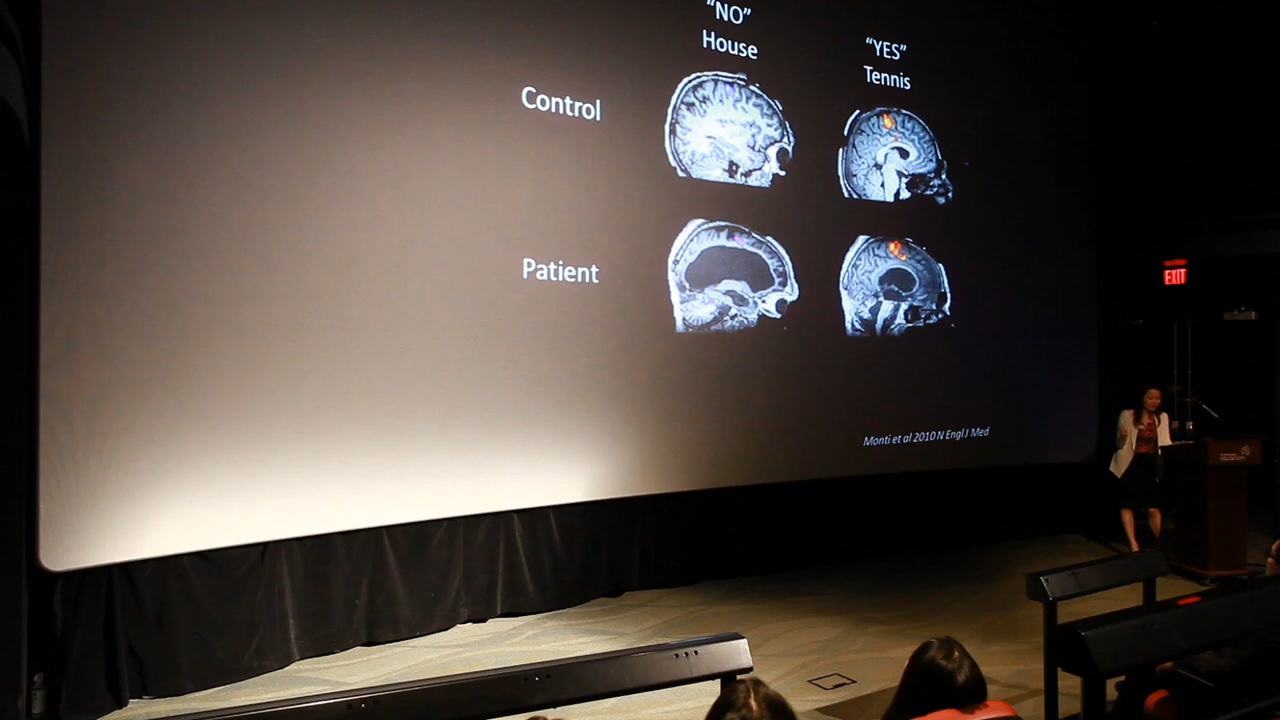 “NO”
House
“YES”
Tennis
Control
Patient
Monti et al 2010 N Engl J Med
EXIT